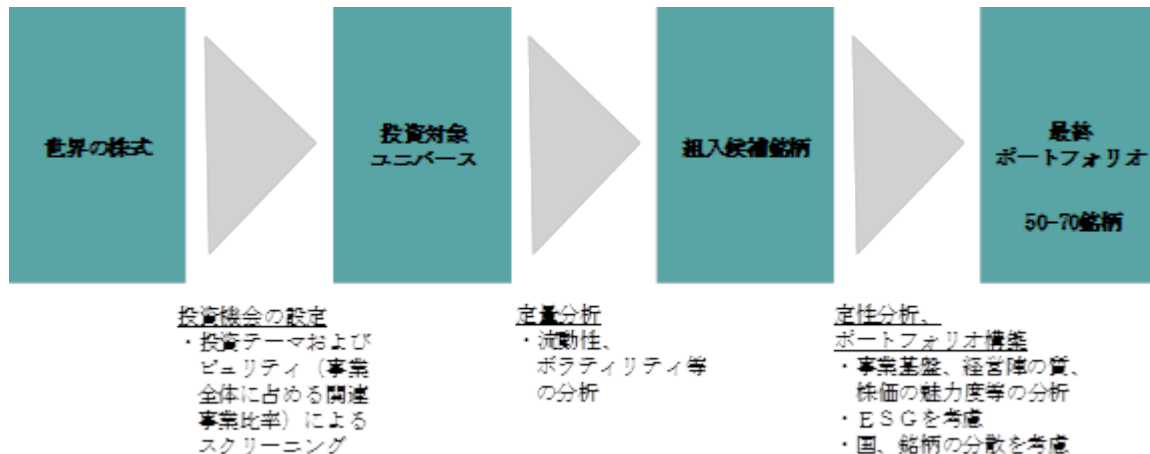 世界の株式
投資対象
ユニバース
組入候補銘柄
最終
ポートフォリオ
50-70銘柄
投資機会の設定
・投資テーマおよび
ピュリティ（事業
全体に占める関連
事業比率）による
スクリーニング
定量分析
・流動性、
ボラティリティ等
の分析
定性分析、
ポートフォリオ構築
・事業基盤、経営陣の質、
株価の魅力度等の分析
・ＥＳＧを考慮
・国、銘柄の分散を考慮